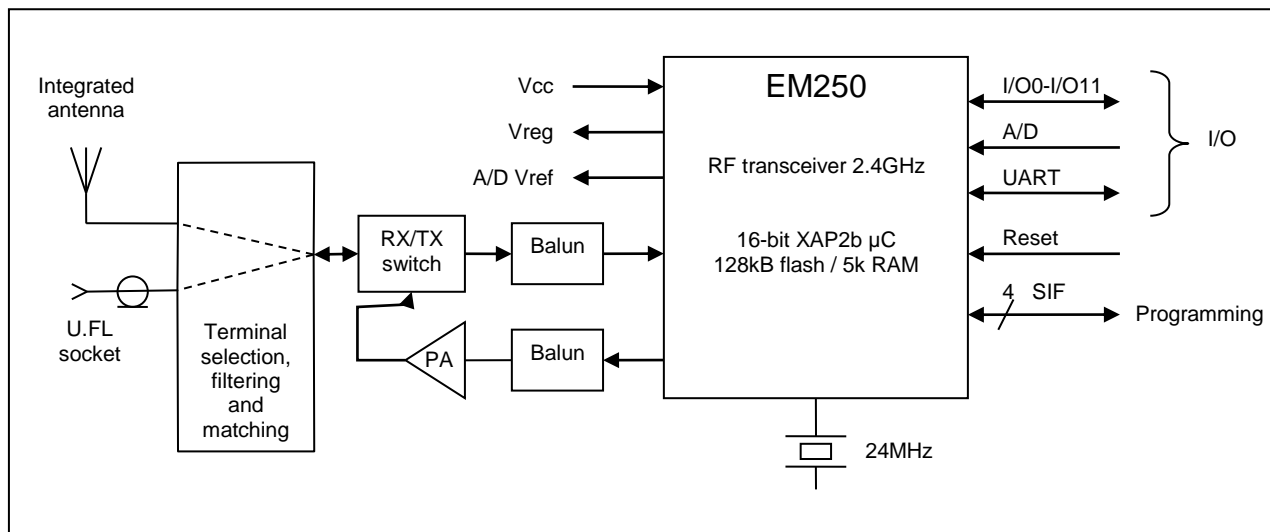 Integrated
antenna
U.FL
socket
Terminal
selection,
filtering
and
matching
RX/TX
switch
Balun
PA
Balun
Vcc
Vreg
A/D Vref
EM250
RF transceiver 2.4GHz
16-bit XAP2b µC
128kB flash / 5k RAM
24MHz
I/O0-I/O11
A/D
UART
I/O
Reset
4 SIF
Programming